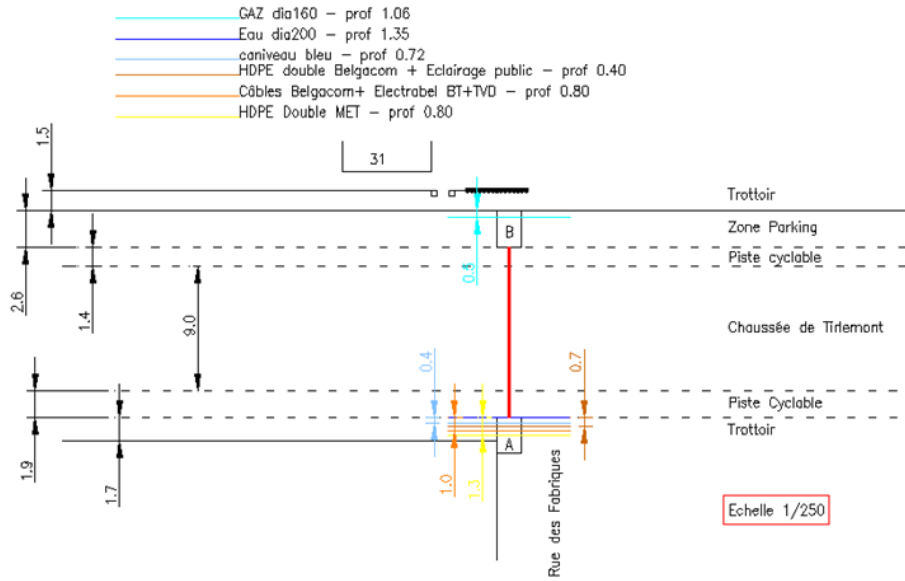 GAZ dia160 – prof 1.06
Eau dia200 – prof 1.35
caniveau bleu – prof 0.72
HDPE double Belgacom + Eclairage public – prof 0.40
Câbles Belgacom+ Electrabel BT+TVD – prof 0.80
HDPE Double MET – prof 0.80
1.5
31
Trottoir
B
Zone Parking
Piste cyclable
0.5
2.6
1.4
9.0
Chaussée de Tirlemont
0.4
0.7
Piste Cyclable
Trottoir
A
1.9
1.7
1.0
1.3
Rue des Fabriques
Echelle 1/250